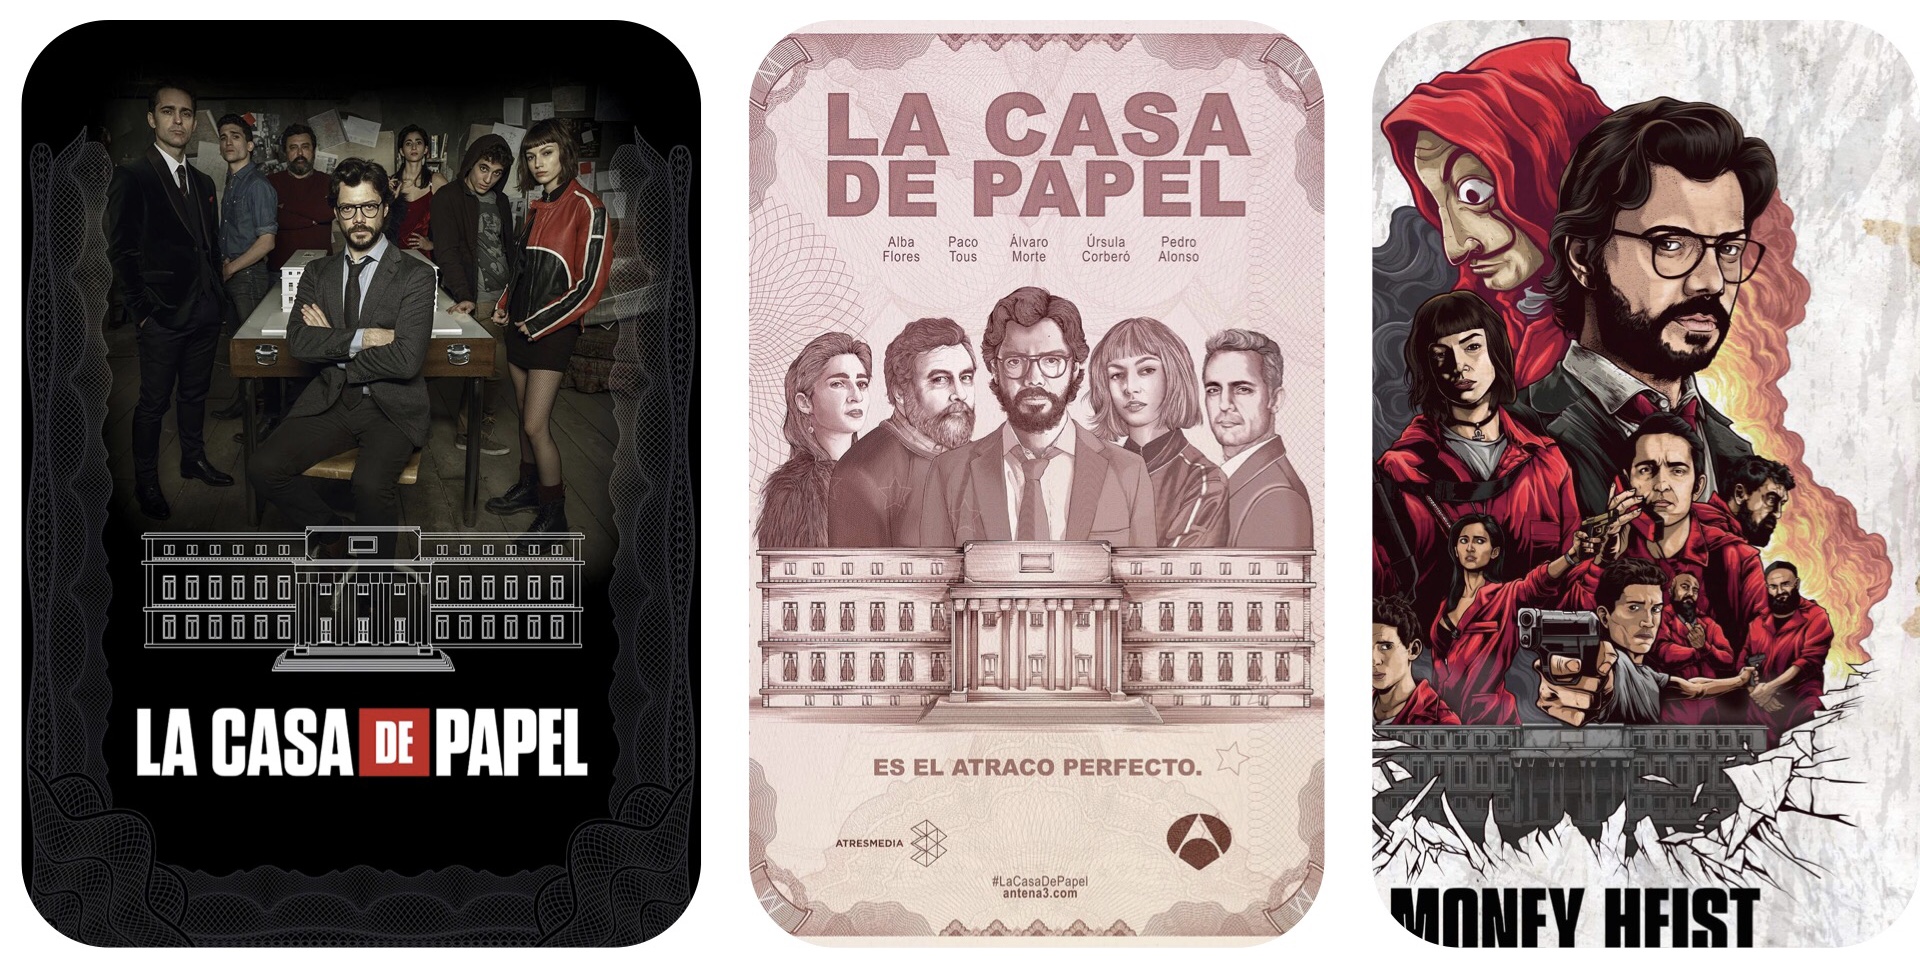 LA CASA DE PAPEL
LA CASA
DE PAPEL
Alba
Flores
Paco
Tous
Álvaro
Morte
Úrsula
Corberó
Pedro
Alonso
ES EL ATRACO PERFECTO.
ATRESMEDIA
#LaCasaDePapel
antena3.com
MONEY HEIST